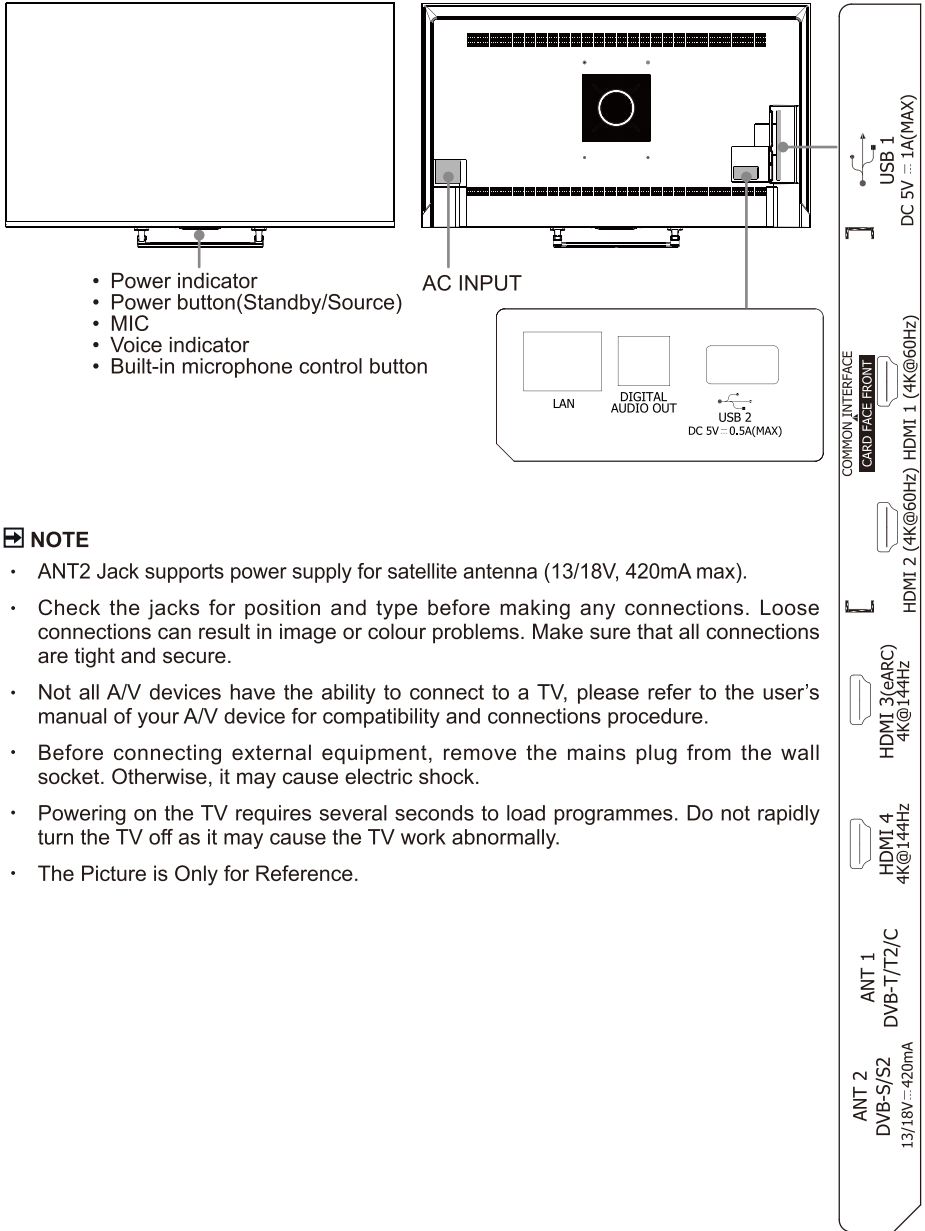 • Power indicator
• Power button(Standby/Source)
• MIC
• Voice indicator
• Built-in microphone control button
AC INPUT
LAN
DIGITAL
AUDIO OUT
USB 2
DC 5V⎓0.5A(MAX)
USB 1
DC 5V⎓1A(MAX)
COMMON INTERFACE
CARD FACE FRONT
HDMI 1 (4K@60Hz)
HDMI 2 (4K@60Hz)
HDMI 3(eARC)
4K@144Hz
HDMI 4
4K@144Hz
ANT 1
DVB-T/T2/C
ANT 2
DVB-S/S2
13/18V⎓420mA
NOTE
· ANT2 Jack supports power supply for satellite antenna (13/18V, 420mA max).
· Check the jacks for position and type before making any connections. Loose
connections can result in image or colour problems. Make sure that all connections
are tight and secure.
· Not all A/V devices have the ability to connect to a TV, please refer to the user’s
manual of your A/V device for compatibility and connections procedure.
· Before connecting external equipment, remove the mains plug from the wall
socket. Otherwise, it may cause electric shock.
· Powering on the TV requires several seconds to load programmes. Do not rapidly
turn the TV off as it may cause the TV work abnormally.
· The Picture is Only for Reference.